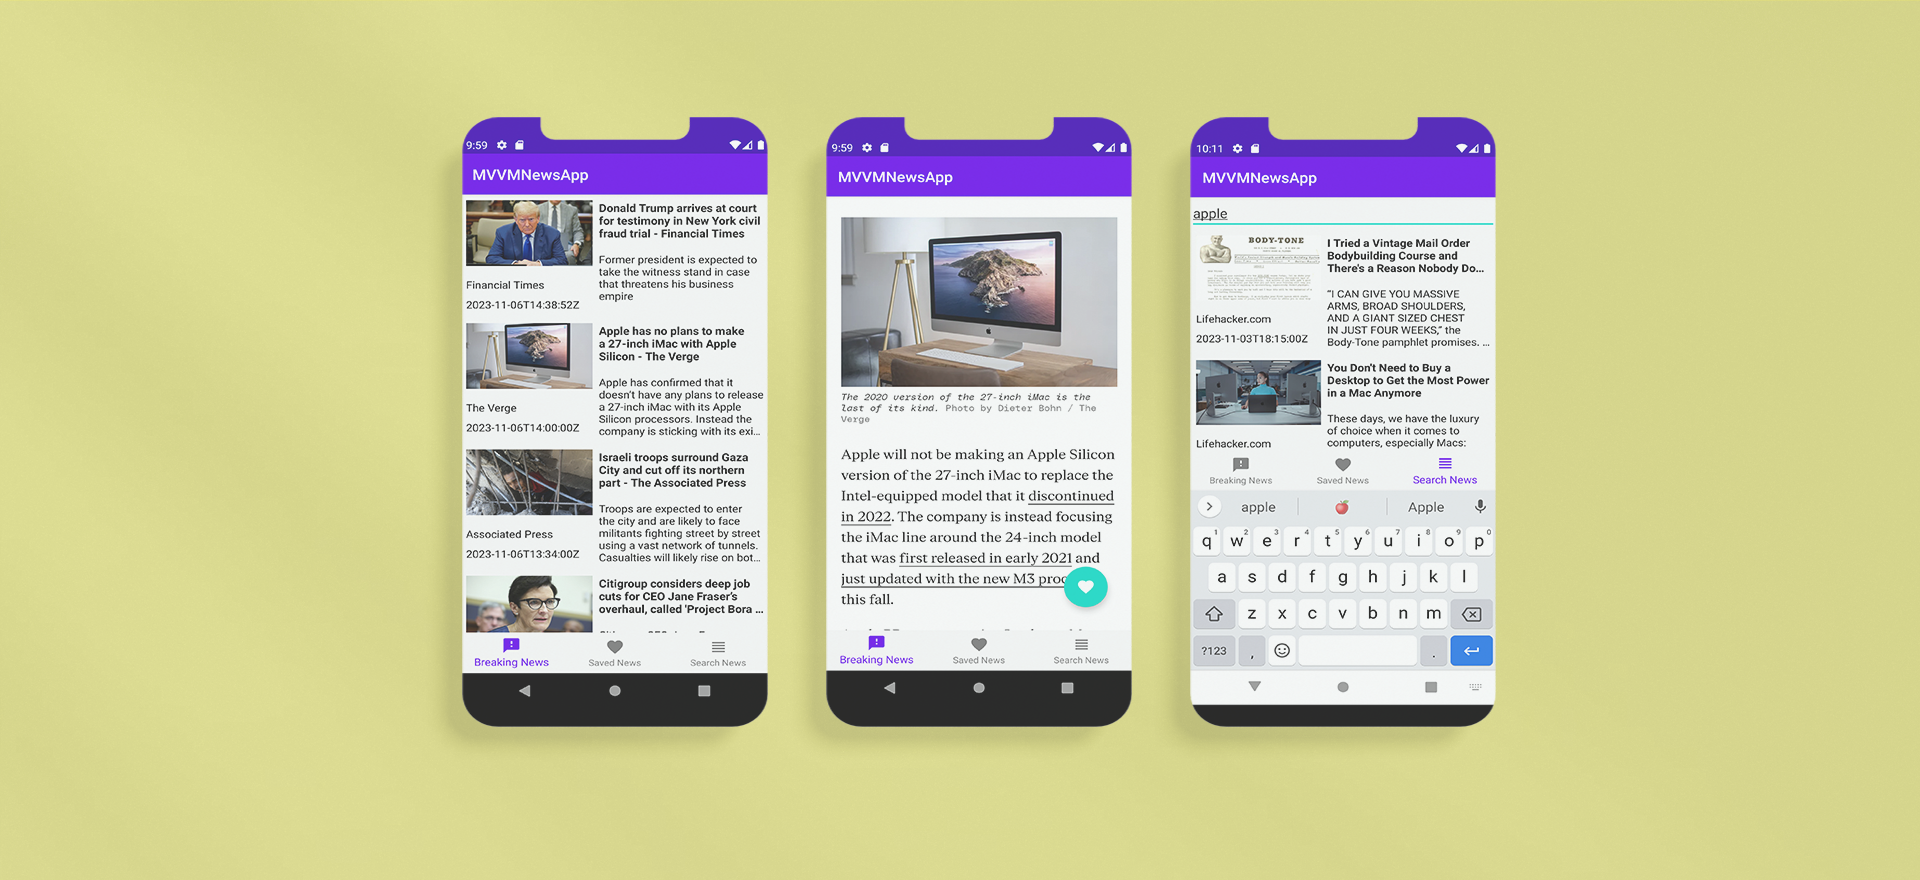 9:59
MVVMNewsApp
Donald Trump arrives at court
for testimony in New York civil
fraud trial - Financial Times
Former president is expected to
take the witness stand in case
that threatens his business
empire
Financial Times
2023-11-06T14:38:52Z
Apple has no plans to make
a 27-inch iMac with Apple
Silicon - The Verge
Apple has confirmed that it
doesn't have any plans to release
a 27-inch iMac with its Apple
Silicon processors. Instead the
company is sticking with its exi...
The Verge
2023-11-06T14:00:00Z
Israeli troops surround Gaza
City and cut off its northern
part - The Associated Press
Troops are expected to enter
the city and are likely to face
militants fighting street by street
using a vast network of tunnels.
Casualties will likely rise on bot...
Associated Press
2023-11-06T13:34:00Z
Citigroup considers deep job
cuts for CEO Jane Fraser's
overhaul, called 'Project Bora ...
Breaking News
Saved News
Search News
9:59
MVVMNewsApp
The 2020 version of the 27-inch iMac is the
last of its kind. Photo by Dieter Bohn / The
Verge
Apple will not be making an Apple Silicon
version of the 27-inch iMac to replace the
Intel-equipped model that it discontinued
in 2022. The company is instead focusing
the iMac line around the 24-inch model
that was first released in early 2021 and
just updated with the new M3 proc
this fall.
Breaking News
Saved News
Search News
10:11
MVVMNewsApp
apple
BODY-TONE
I Tried a Vintage Mail Order
Bodybuilding Course and
There's a Reason Nobody Do...
"I CAN GIVE YOU MASSIVE
ARMS, BROAD SHOULDERS,
AND A GIANT SIZED CHEST
IN JUST FOUR WEEKS," the
Body-Tone pamphlet promises. ...
Lifehacker.com
2023-11-03T18:15:00Z
You Don't Need to Buy a
Desktop to Get the Most Power
in a Mac Anymore
These days, we have the luxury
of choice when it comes to
computers, especially Macs:
Lifehacker.com
Breaking News
Saved News
Search News
apple 🍎 Apple
q1 w2 e3 r4 t5 y6 u7 i8 o9 p0
a s d f g h j k l
z x c v b n m
?123 , .